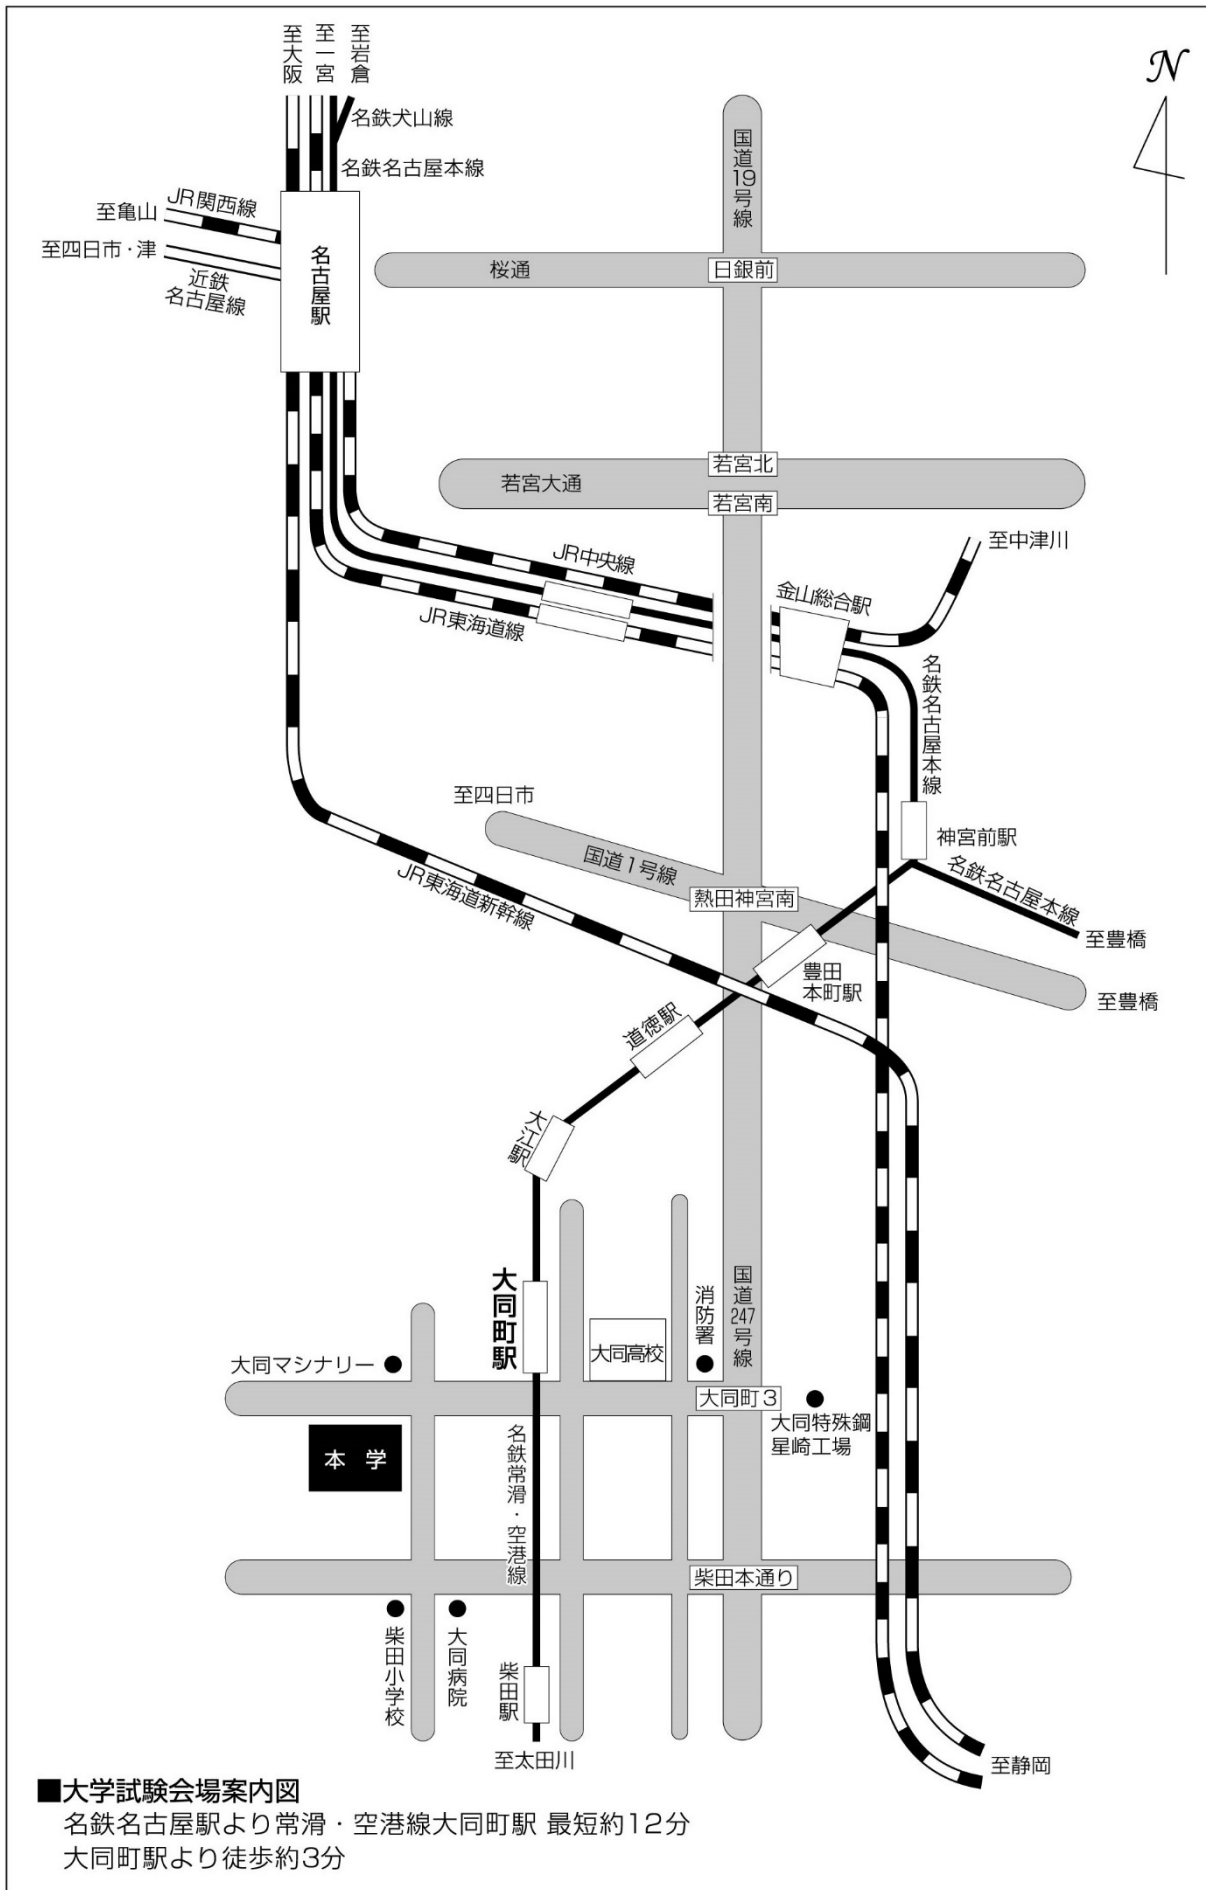 至大阪
至一宮
至岩倉
名鉄犬山線
名鉄名古屋本線
N
国道19号線
JR関西線
至亀山
至四日市・津
近鉄
名古屋線
名古屋駅
桜通
日銀前
若宮北
若宮大通
若宮南
至中津川
JR中央線
金山総合駅
JR東海道線
名鉄名古屋本線
至四日市
神宮前駅
国道1号線
名鉄名古屋本線
JR東海道新幹線
熱田神宮南
至豊橋
豊田
本町駅
至豊橋
道徳駅
大江駅
大同町駅
消防署
国道247号線
大同マシナリー
大同高校
大同町3
大同特殊鋼
星崎工場
本学
名鉄常滑・空港線
柴田本通り
柴田小学校
大同病院
柴田駅
至太田川
至静岡
■大学試験会場案内図
名鉄名古屋駅より常滑・空港線大同町駅 最短約12分
大同町駅より徒歩約3分